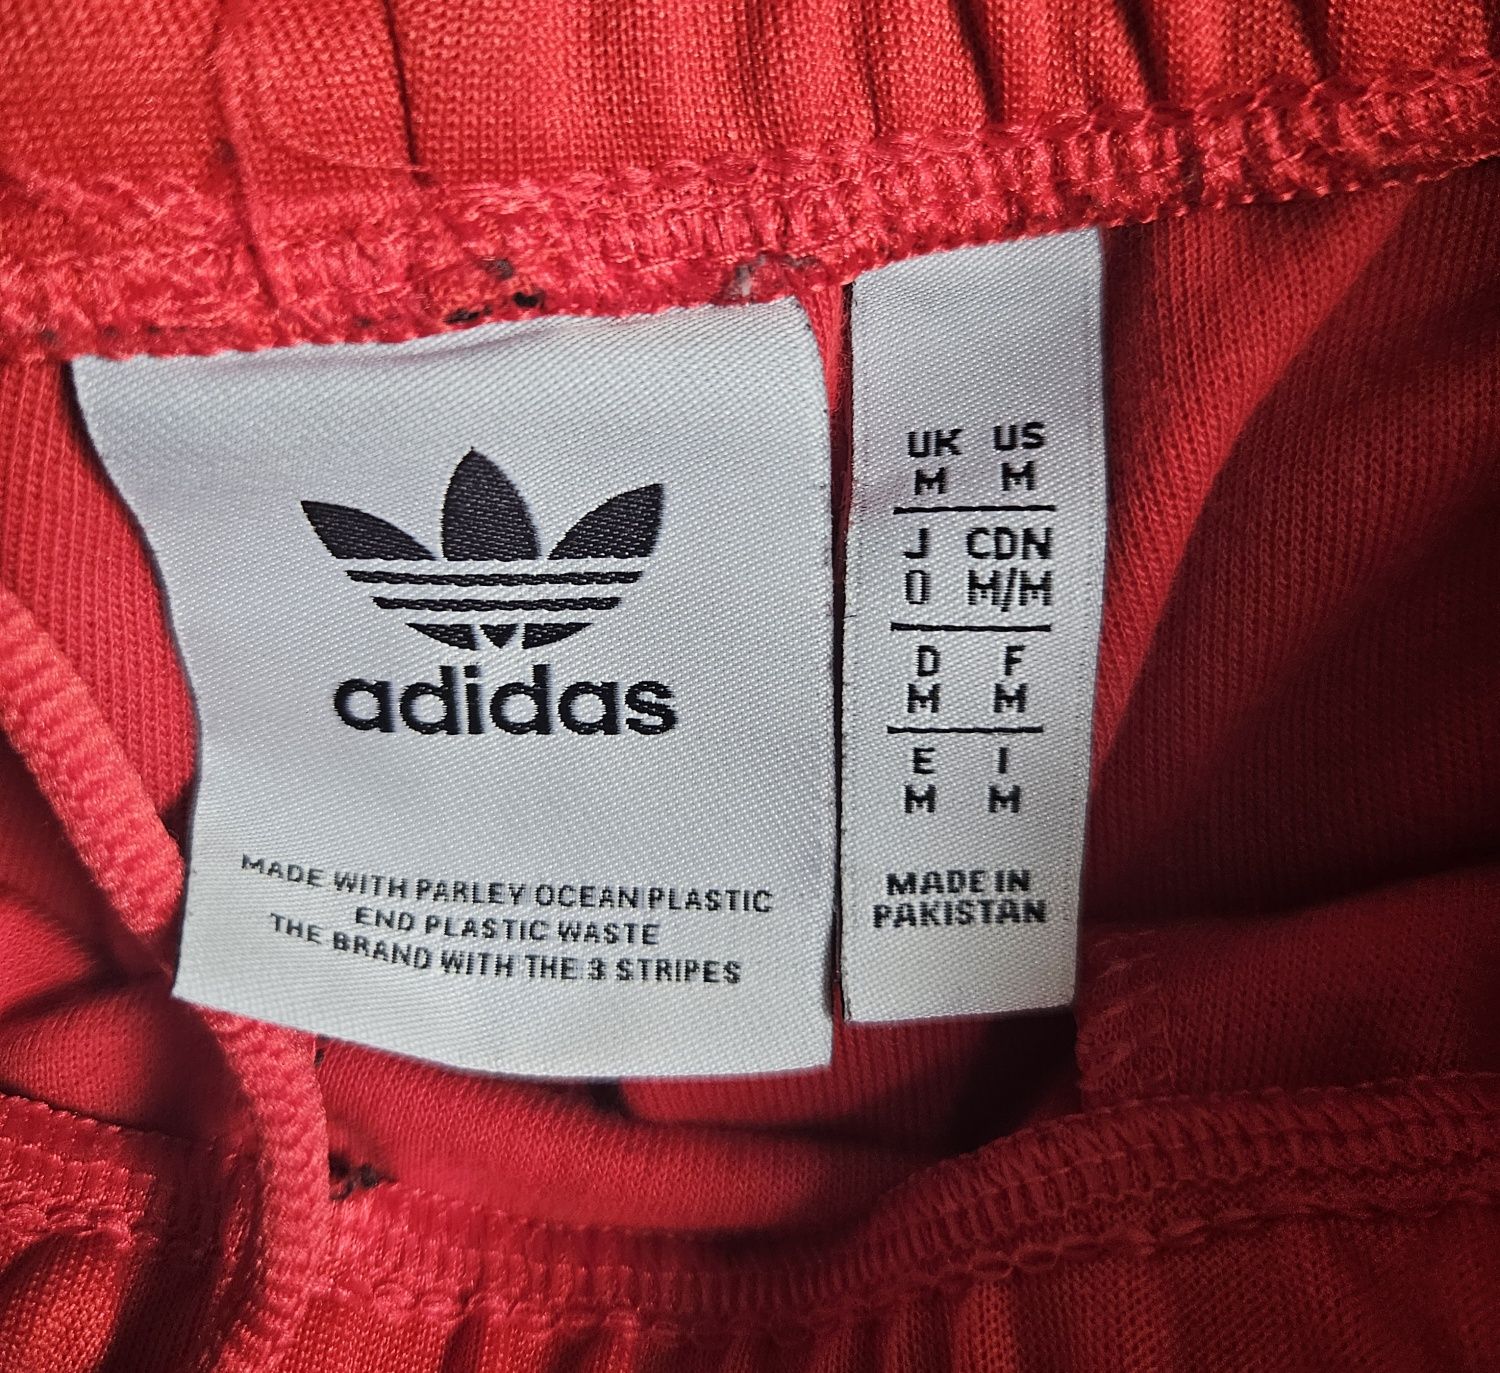 adidas
MADE WITH PARLEY OCEAN PLASTIC
END PLASTIC WASTE
THE BRAND WITH THE 3 STRIPES
UK US
M M
J CDN
O M/M
D F
M M
E I
M M
MADE IN
PAKISTAN